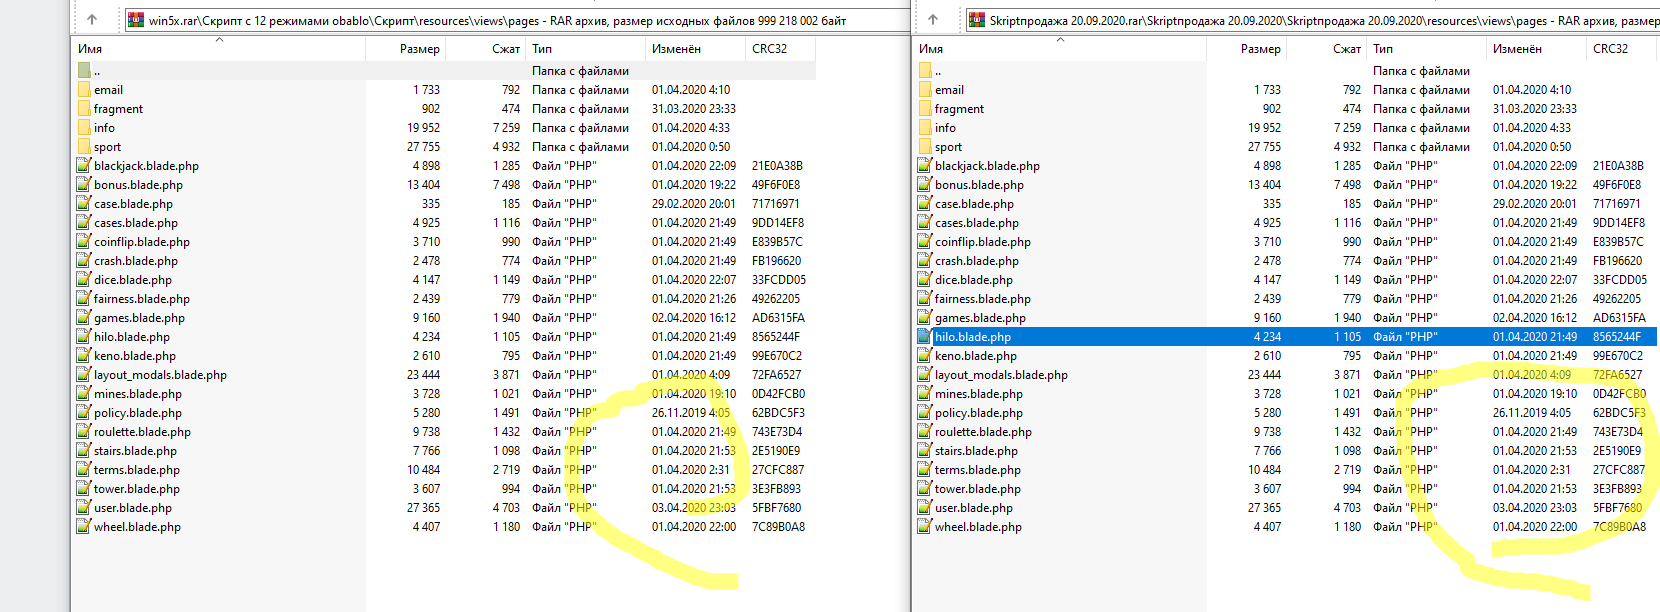 win5x.rar\Скрипт с 12 режимами obablo\Скрипт\resources\views\pages - RAR архив, размер исходных файлов 999 218 002 байт
Имя Размер Сжат Тип Изменён CRC32
.. Папка с файлами
email 1 733 792 Папка с файлами 01.04.2020 4:10
fragment 902 474 Папка с файлами 31.03.2020 23:33
info 19 952 7 259 Папка с файлами 01.04.2020 4:33
sport 27 755 4 932 Папка с файлами 01.04.2020 0:50
blackjack.blade.php 4 898 1 285 Файл "PHP" 01.04.2020 22:09 21E0A38B
bonus.blade.php 13 404 7 498 Файл "PHP" 01.04.2020 19:22 49F6F0E8
case.blade.php 335 185 Файл "PHP" 29.02.2020 20:01 71716971
cases.blade.php 4 925 1 116 Файл "PHP" 01.04.2020 21:49 9DD14EF8
coinflip.blade.php 3 710 990 Файл "PHP" 01.04.2020 21:49 E839B57C
crash.blade.php 2 478 774 Файл "PHP" 01.04.2020 21:49 FB196620
dice.blade.php 4 147 1 149 Файл "PHP" 01.04.2020 22:07 33FCDD05
fairness.blade.php 2 439 779 Файл "PHP" 01.04.2020 21:26 49262205
games.blade.php 9 160 1 940 Файл "PHP" 02.04.2020 16:12 AD6315FA
hilo.blade.php 4 234 1 105 Файл "PHP" 01.04.2020 21:49 8565244F
keno.blade.php 2 610 795 Файл "PHP" 01.04.2020 21:49 99E670C2
layout_modals.blade.php 23 444 3 871 Файл "PHP" 01.04.2020 4:09 72FA6527
mines.blade.php 3 728 1 021 Файл "PHP" 01.04.2020 19:10 0D42FCB0
policy.blade.php 5 280 1 491 Файл "PHP" 26.11.2019 4:05 62BDC5F3
roulette.blade.php 9 738 1 432 Файл "PHP" 01.04.2020 21:49 743E73D4
stairs.blade.php 7 766 1 098 Файл "PHP" 01.04.2020 21:53 2E5190E9
terms.blade.php 10 484 2 719 Файл "PHP" 01.04.2020 2:31 27CFC887
tower.blade.php 3 607 994 Файл "PHP" 01.04.2020 21:53 3E3FB893
user.blade.php 27 365 4 703 Файл "PHP" 03.04.2020 23:03 5FBF7680
wheel.blade.php 4 407 1 180 Файл "PHP" 01.04.2020 22:00 7C89B0A8
Skriptпродажа 20.09.2020.rar\Skriptпродажа 20.09.2020\Skriptпродажа 20.09.2020\resources\views\pages - RAR архив, размер
Имя Размер Сжат Тип Изменён CRC32
.. Папка с файлами
email 1 733 792 Папка с файлами 01.04.2020 4:10
fragment 902 474 Папка с файлами 31.03.2020 23:33
info 19 952 7 259 Папка с файлами 01.04.2020 4:33
sport 27 755 4 932 Папка с файлами 01.04.2020 0:50
blackjack.blade.php 4 898 1 285 Файл "PHP" 01.04.2020 22:09 21E0A38B
bonus.blade.php 13 404 7 498 Файл "PHP" 01.04.2020 19:22 49F6F0E8
case.blade.php 335 185 Файл "PHP" 29.02.2020 20:01 71716971
cases.blade.php 4 925 1 116 Файл "PHP" 01.04.2020 21:49 9DD14EF8
coinflip.blade.php 3 710 990 Файл "PHP" 01.04.2020 21:49 E839B57C
crash.blade.php 2 478 774 Файл "PHP" 01.04.2020 21:49 FB196620
dice.blade.php 4 147 1 149 Файл "PHP" 01.04.2020 22:07 33FCDD05
fairness.blade.php 2 439 779 Файл "PHP" 01.04.2020 21:26 49262205
games.blade.php 9 160 1 940 Файл "PHP" 02.04.2020 16:12 AD6315FA
hilo.blade.php 4 234 1 105 Файл "PHP" 01.04.2020 21:49 8565244F
keno.blade.php 2 610 795 Файл "PHP" 01.04.2020 21:49 99E670C2
layout_modals.blade.php 23 444 3 871 Файл "PHP" 01.04.2020 4:09 72FA6527
mines.blade.php 3 728 1 021 Файл "PHP" 01.04.2020 19:10 0D42FCB0
policy.blade.php 5 280 1 491 Файл "PHP" 26.11.2019 4:05 62BDC5F3
roulette.blade.php 9 738 1 432 Файл "PHP" 01.04.2020 21:49 743E73D4
stairs.blade.php 7 766 1 098 Файл "PHP" 01.04.2020 21:53 2E5190E9
terms.blade.php 10 484 2 719 Файл "PHP" 01.04.2020 2:31 27CFC887
tower.blade.php 3 607 994 Файл "PHP" 01.04.2020 21:53 3E3FB893
user.blade.php 27 365 4 703 Файл "PHP" 03.04.2020 23:03 5FBF7680
wheel.blade.php 4 407 1 180 Файл "PHP" 01.04.2020 22:00 7C89B0A8